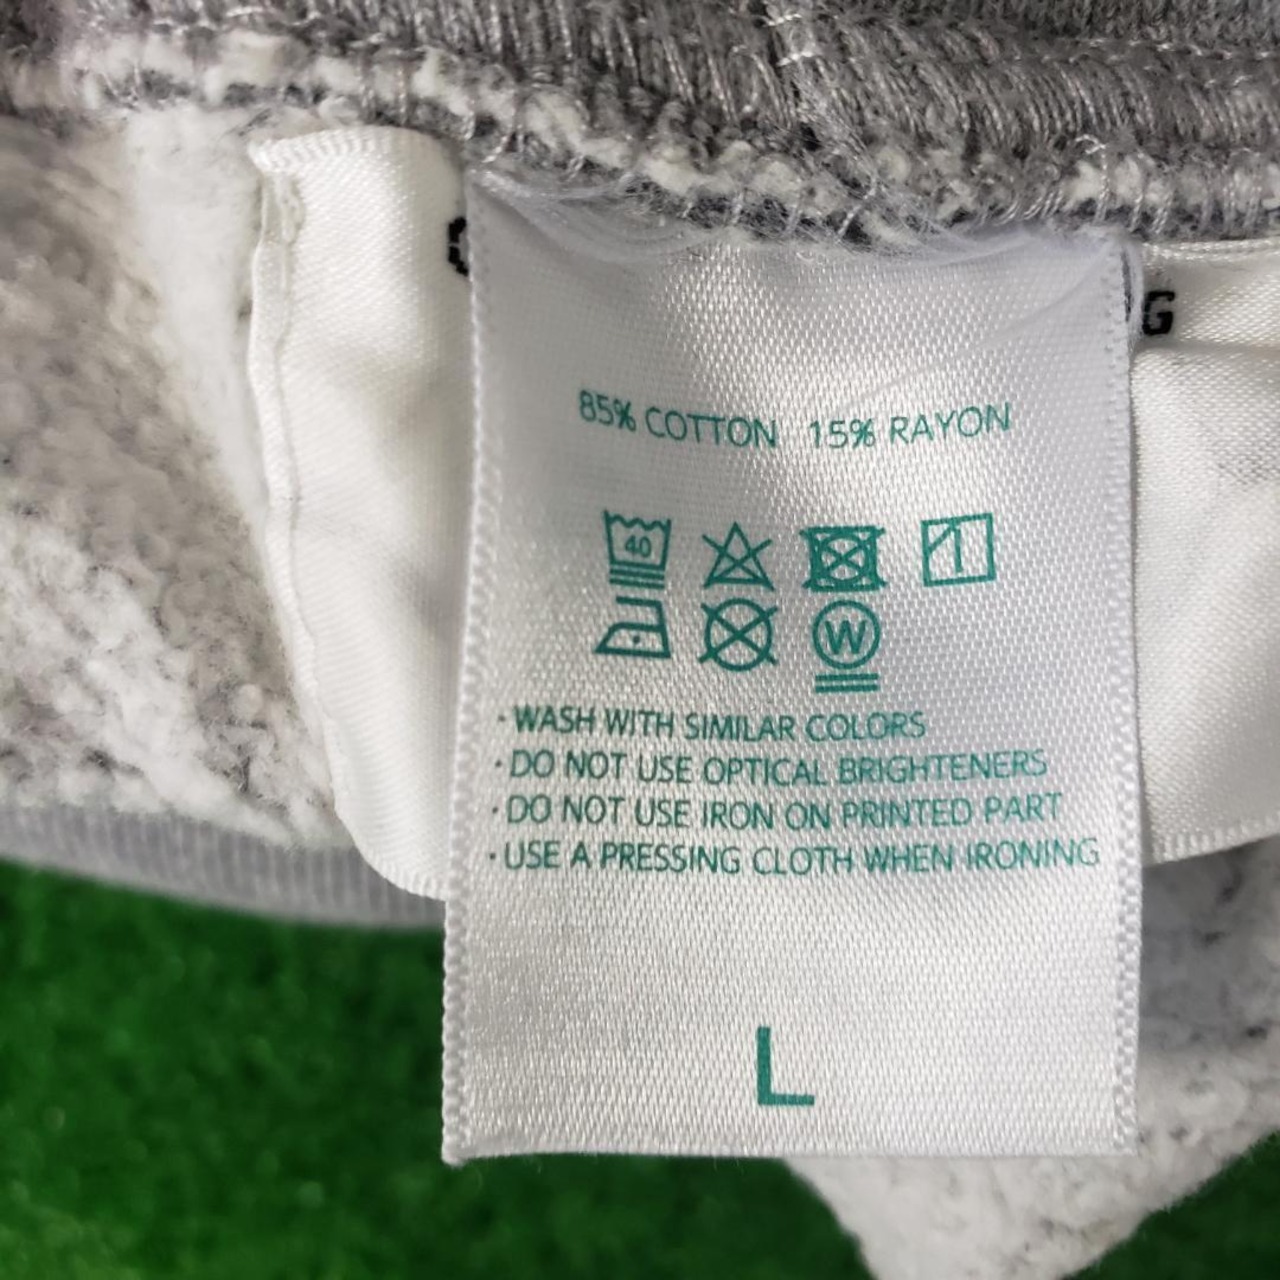 G
85% COTTON 15% RAYON
40
W
· WASH WITH SIMILAR COLORS
· DO NOT USE OPTICAL BRIGHTENERS
· DO NOT USE IRON ON PRINTED PART
· USE A PRESSING CLOTH WHEN IRONING
L